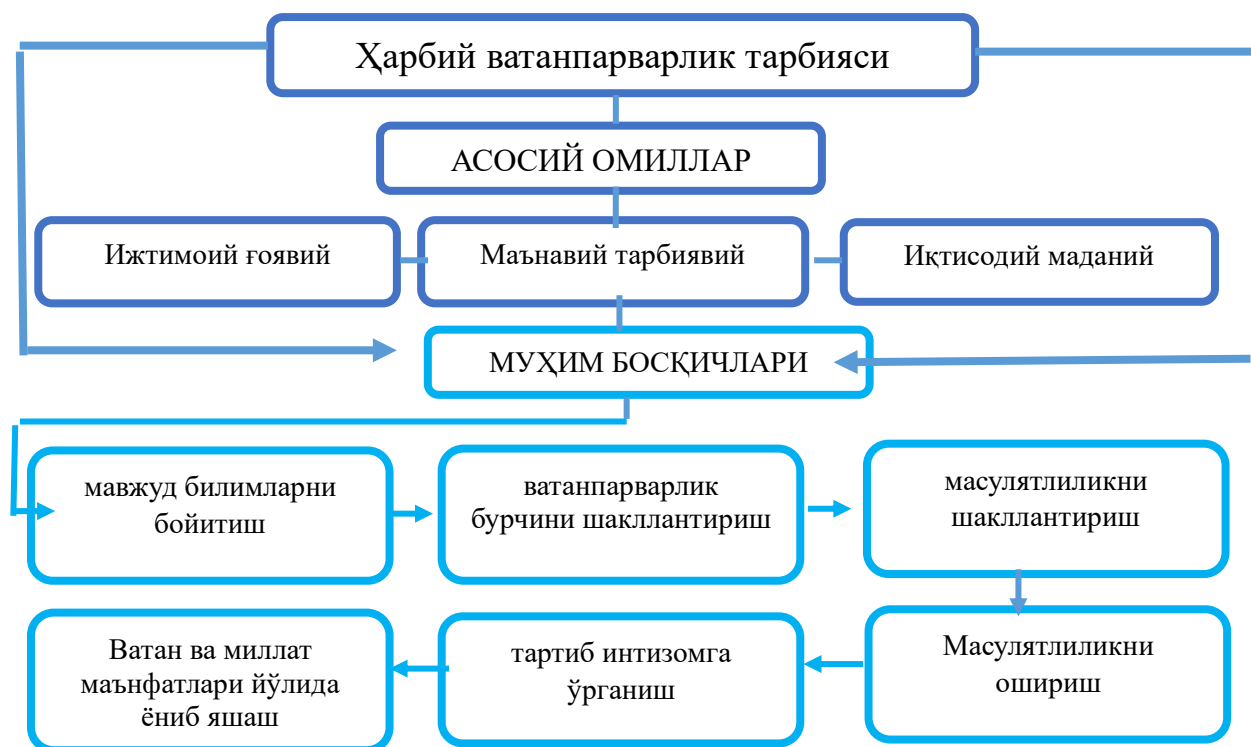 Ҳарбий ватанпарварлик тарбияси
АСОСИЙ ОМИЛЛАР
Ижтимоий ғоявий
Маънавий тарбиявий
Иқтисодий маданий
МУҲИМ БОСҚИЧЛАРИ
мавжуд билимларни
бойитиш
ватанпарварлик
бурчини шакллантириш
масулятлиликни
шакллантириш
Масулятлиликни
ошириш
тартиб интизомга
ўрганиш
Ватан ва миллат
маънфатлари йўлида
ёниб яшаш